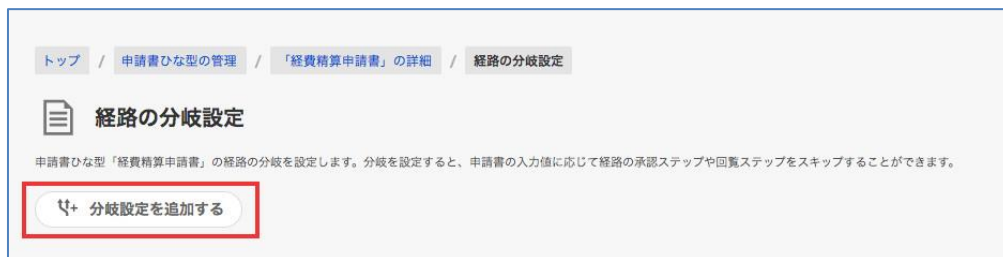 トップ / 申請書ひな型の管理 / 「経費精算申請書」の詳細 / 経路の分岐設定
経路の分岐設定
申請書ひな型「経費精算申請書」の経路の分岐を設定します。分岐を設定すると、申請書の入力値に応じて経路の承認ステップや回覧ステップをスキップすることができます。
分岐設定を追加する